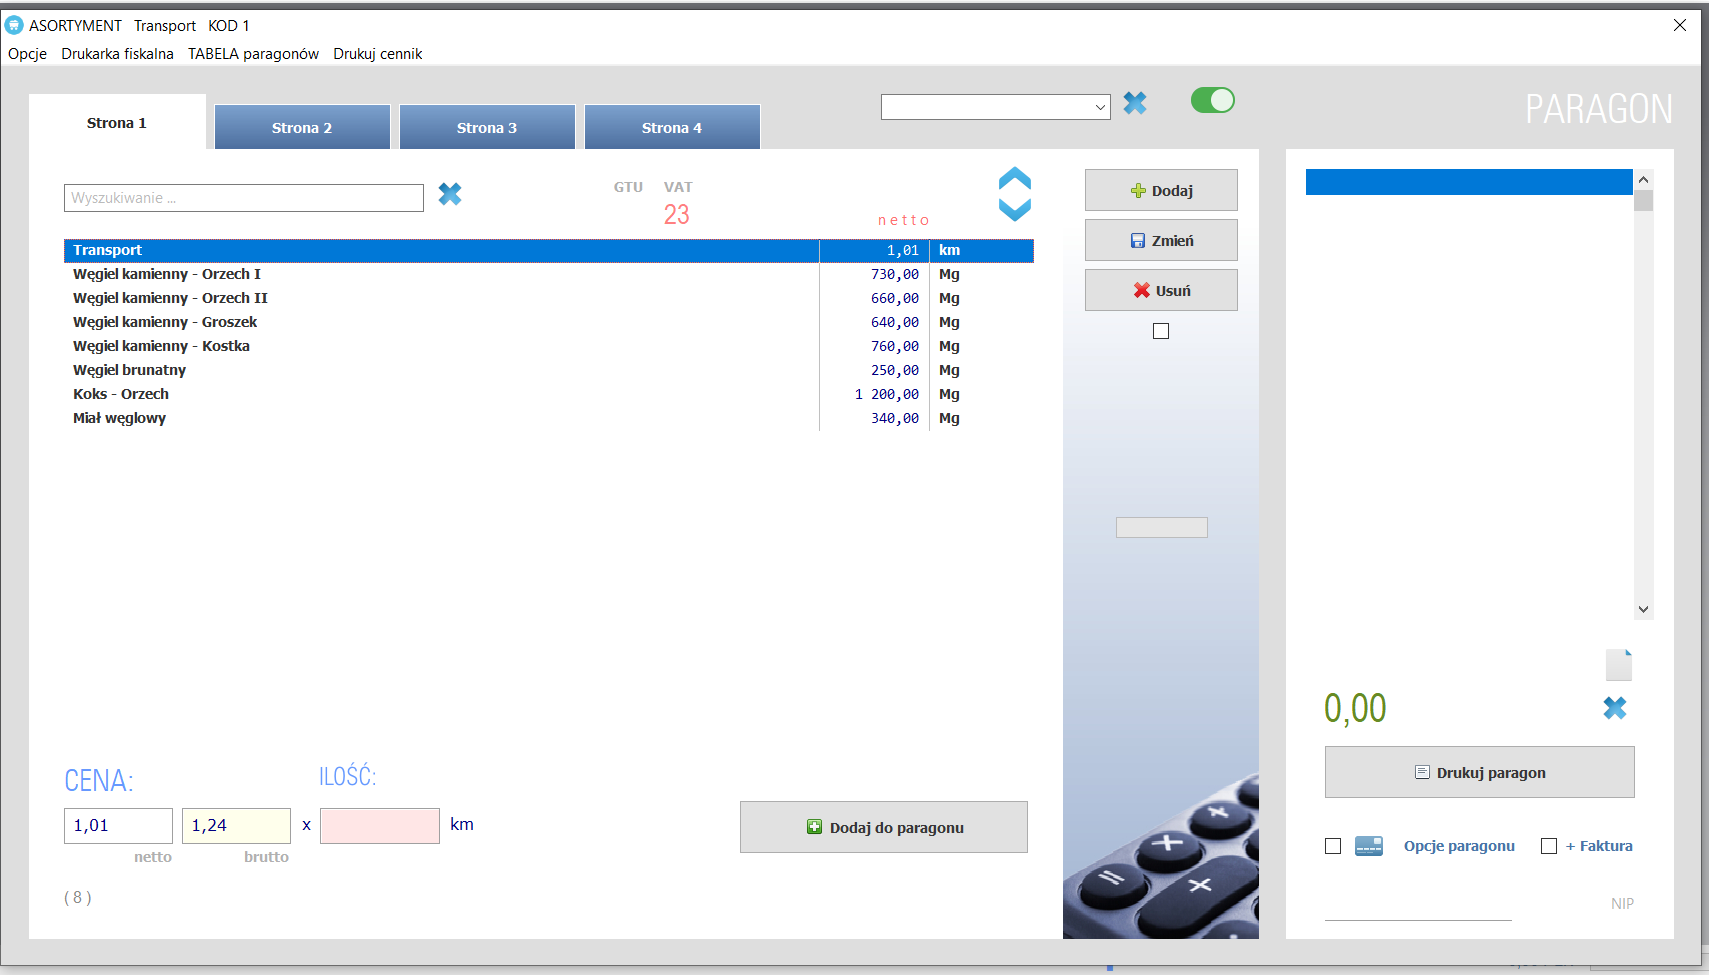 ASORTYMENT Transport KOD 1
Opcje Drukarka fiskalna TABELA paragonów Drukuj cennik
Strona 1 Strona 2 Strona 3 Strona 4
PARAGON
Wyszukiwanie ...
GTU VAT
23
netto
Dodaj
Zmień
Usuń
Transport 1,01 km
Węgiel kamienny - Orzech I 730,00 Mg
Węgiel kamienny - Orzech II 660,00 Mg
Węgiel kamienny - Groszek 640,00 Mg
Węgiel kamienny - Kostka 760,00 Mg
Węgiel brunatny 250,00 Mg
Koks - Orzech 1 200,00 Mg
Miał węglowy 340,00 Mg
CENA: ILOŚĆ:
1,01 1,24 x km
netto brutto
( 8 )
Dodaj do paragonu
0,00
Drukuj paragon
Opcje paragonu + Faktura
NIP